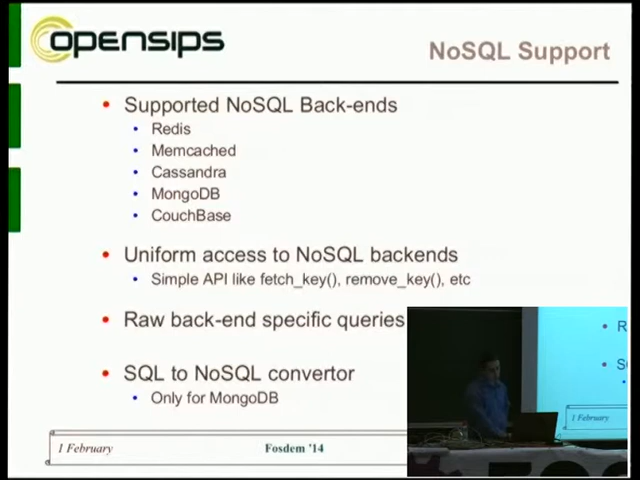 opensips
NoSQL Support
Supported NoSQL Back-ends
Redis
Memcached
Cassandra
MongoDB
CouchBase
Uniform access to NoSQL backends
Simple API like fetch_key(), remove_key(), etc
Raw back-end specific queries
SQL to NoSQL convertor
Only for MongoDB
1 February
Fosdem '14
R
S
1 February